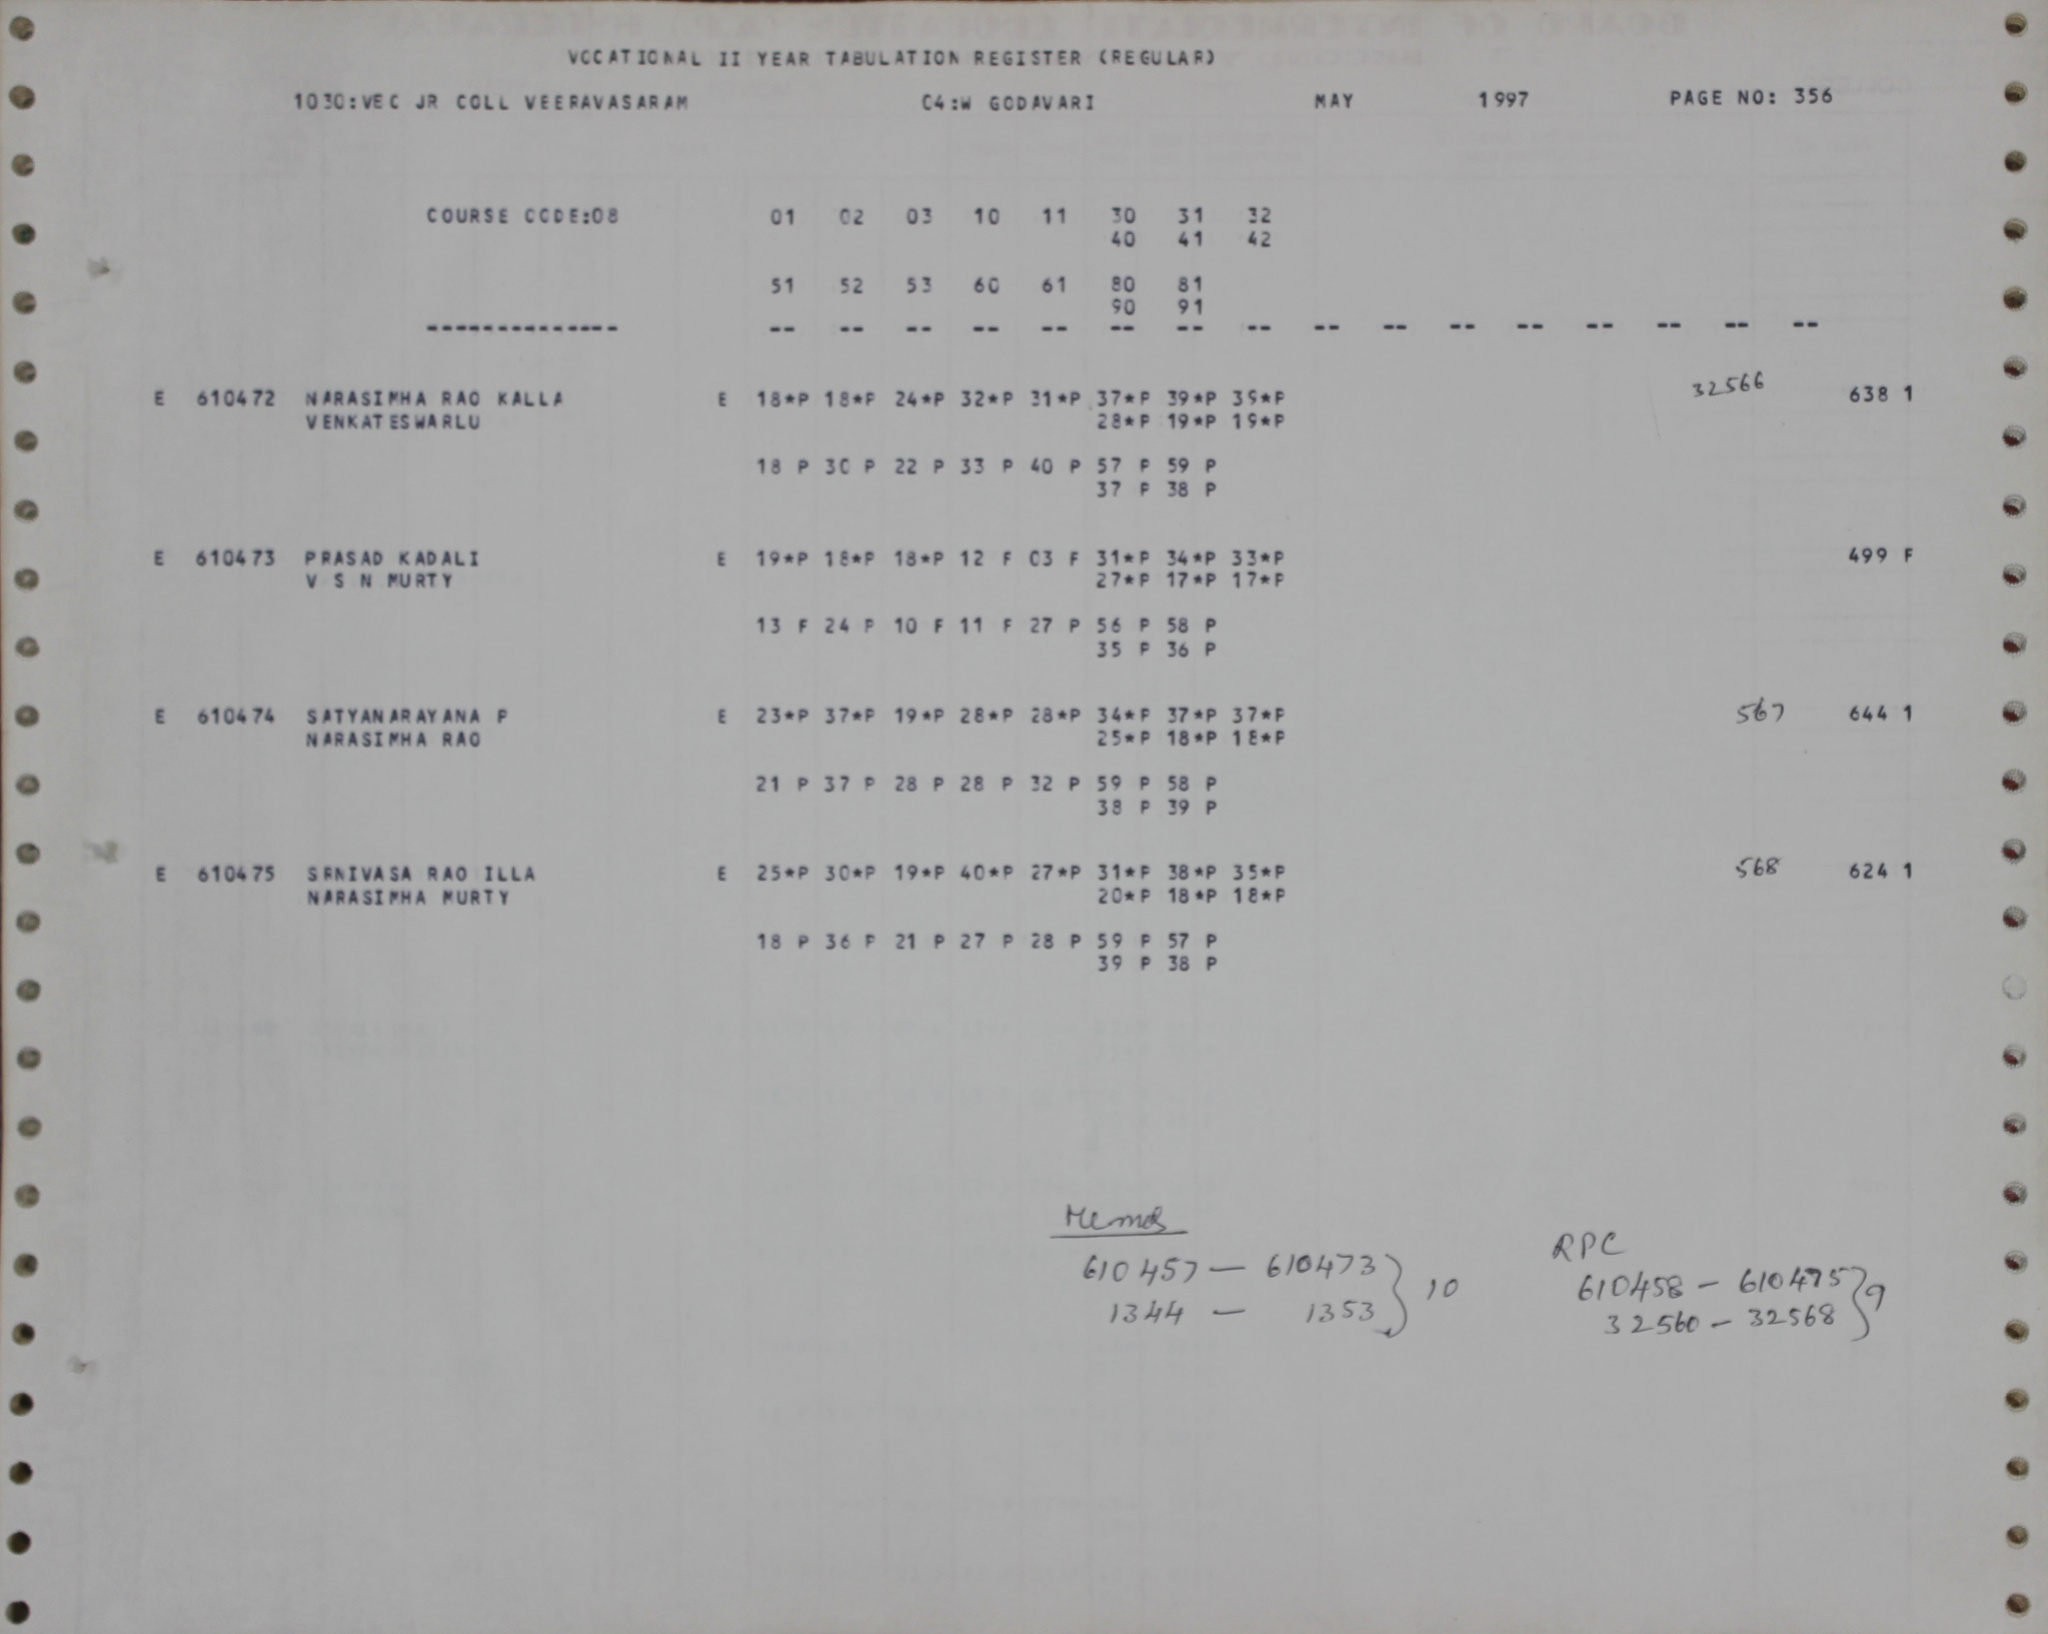 VOCATIONAL II YEAR TABULATION REGISTER (REGULAR)
1030:VEC JR COLL VEERAVASARAM 04:W GODAVARI MAY 1997 PAGE NO: 356
COURSE CODE:08 01 02 03 10 11 30 31 32
40 41 42
51 52 53 60 61 80 81
90 91
-------------- -- -- -- -- -- -- -- -- -- -- -- -- -- -- -- --
E 610472 NARASIMHA RAO KALLA E 18*P 18*P 24*P 32*P 31*P 37*P 39*P 39*P 32566 638 1
VENKATESWARLU 28*P 19*P 19*P
18 P 30 P 22 P 33 P 40 P 57 P 59 P
37 P 38 P
E 610473 PRASAD KADALI E 19*P 18*P 18*P 12 F 03 F 31*P 34*P 33*P 499 F
V S N MURTY 27*P 17*P 17*P
13 F 24 P 10 F 11 F 27 P 56 P 58 P
35 P 36 P
E 610474 SATYANARAYANA P E 23*P 37*P 19*P 28*P 28*P 34*P 37*P 37*P 567 644 1
NARASIMHA RAO 25*P 18*P 18*P
21 P 37 P 28 P 28 P 32 P 59 P 58 P
38 P 39 P
E 610475 SRNIVASA RAO ILLA E 25*P 30*P 19*P 40*P 27*P 31*P 38*P 35*P 568 624 1
NARASIMHA MURTY 20*P 18*P 18*P
18 P 36 P 21 P 27 P 28 P 59 P 57 P
39 P 38 P
Memos
610457 — 610473 } 10
1344 — 1353
RPC
610458 — 610475 } 9
32560 — 32568